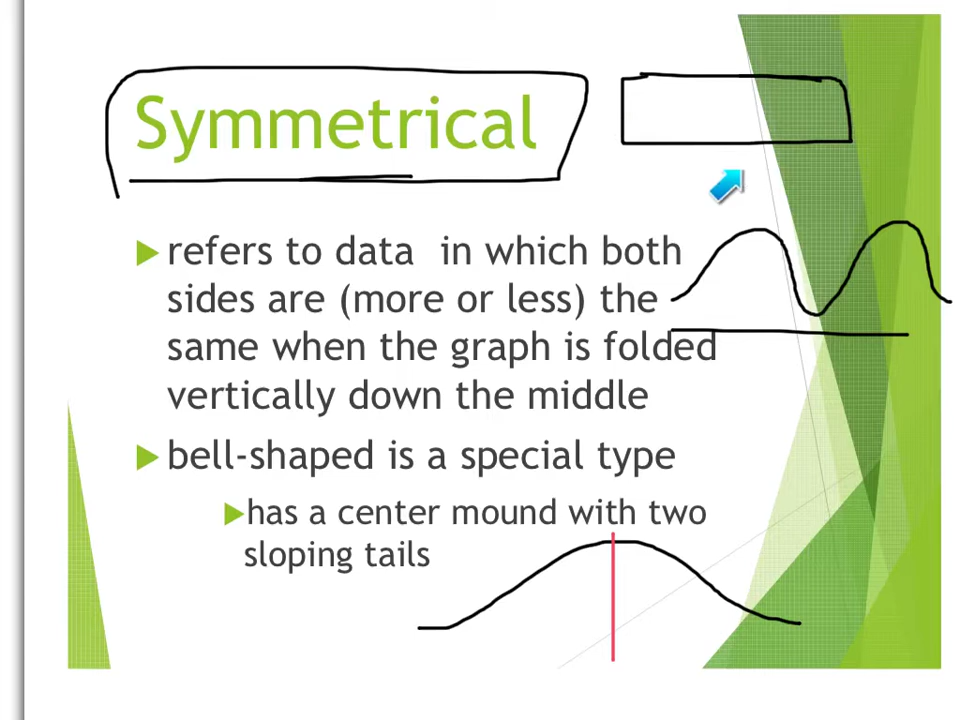 Symmetrical
refers to data in which both
sides are (more or less) the
same when the graph is folded
vertically down the middle
bell-shaped is a special type
has a center mound with two
sloping tails